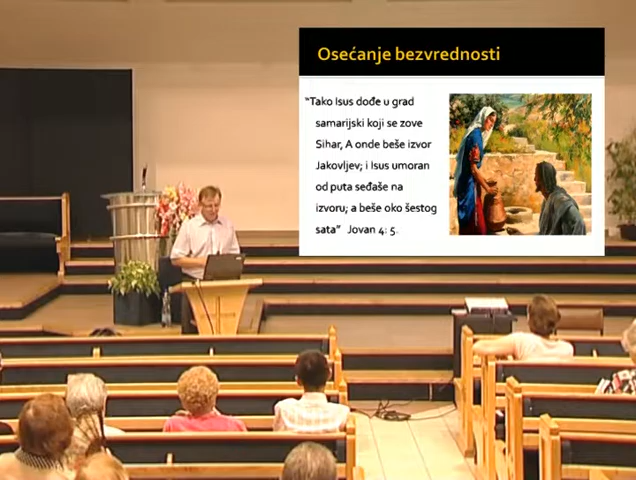 Osećanje bezvrednosti
“Tako Isus dođe u grad
samarijski koji se zove
Sihar, A onde beše izvor
Jakovljev; i Isus umoran
od puta seđaše na
izvoru; a beše oko šestog
sata” Jovan 4: 5.